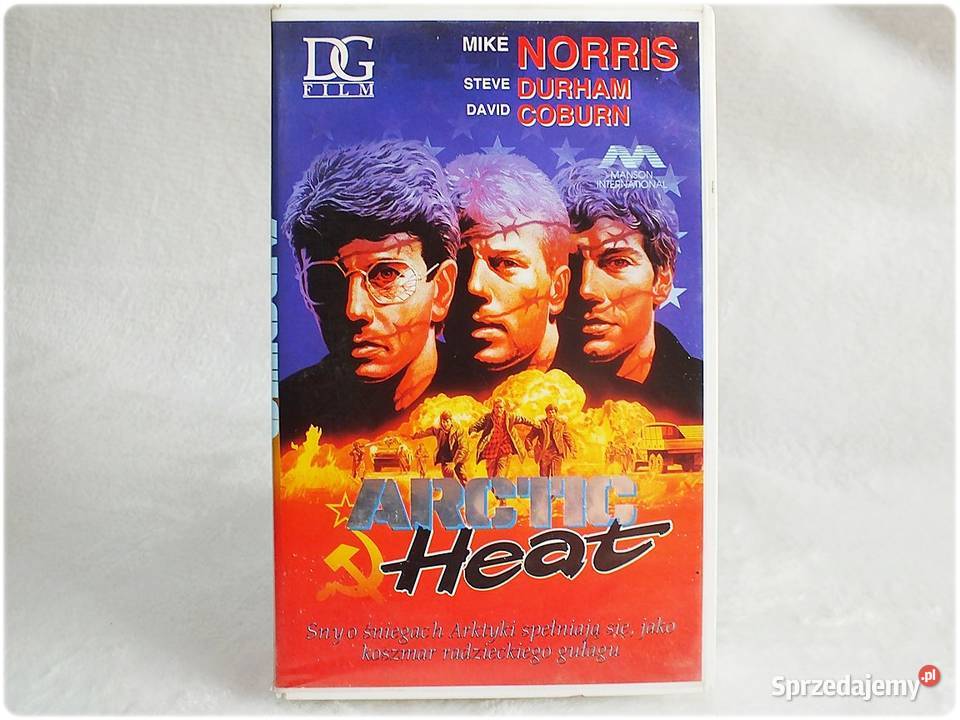 DG
FILM
MIKE NORRIS
STEVE DURHAM
DAVID COBURN
MANSON
INTERNATIONAL
ARCTIC
Heat
Sny o śniegach Arktyki spełniają się, jako
koszmar radzieckiego gułagu
Sprzedajemy.pl